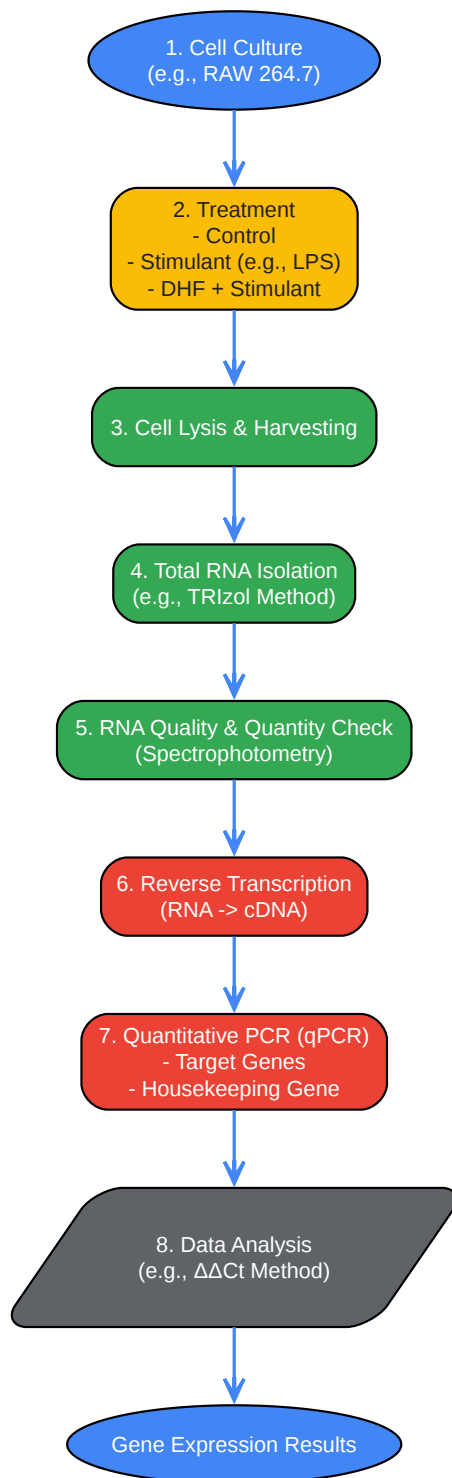 1. Cell Culture
(e.g., RAW 264.7)
2. Treatment
- Control
- Stimulant (e.g., LPS)
- DHF + Stimulant
3. Cell Lysis & Harvesting
4. Total RNA Isolation
(e.g., TRIzol Method)
5. RNA Quality & Quantity Check
(Spectrophotometry)
6. Reverse Transcription
(RNA -> cDNA)
7. Quantitative PCR (qPCR)
- Target Genes
- Housekeeping Gene
8. Data Analysis
(e.g., ΔΔCt Method)
Gene Expression Results